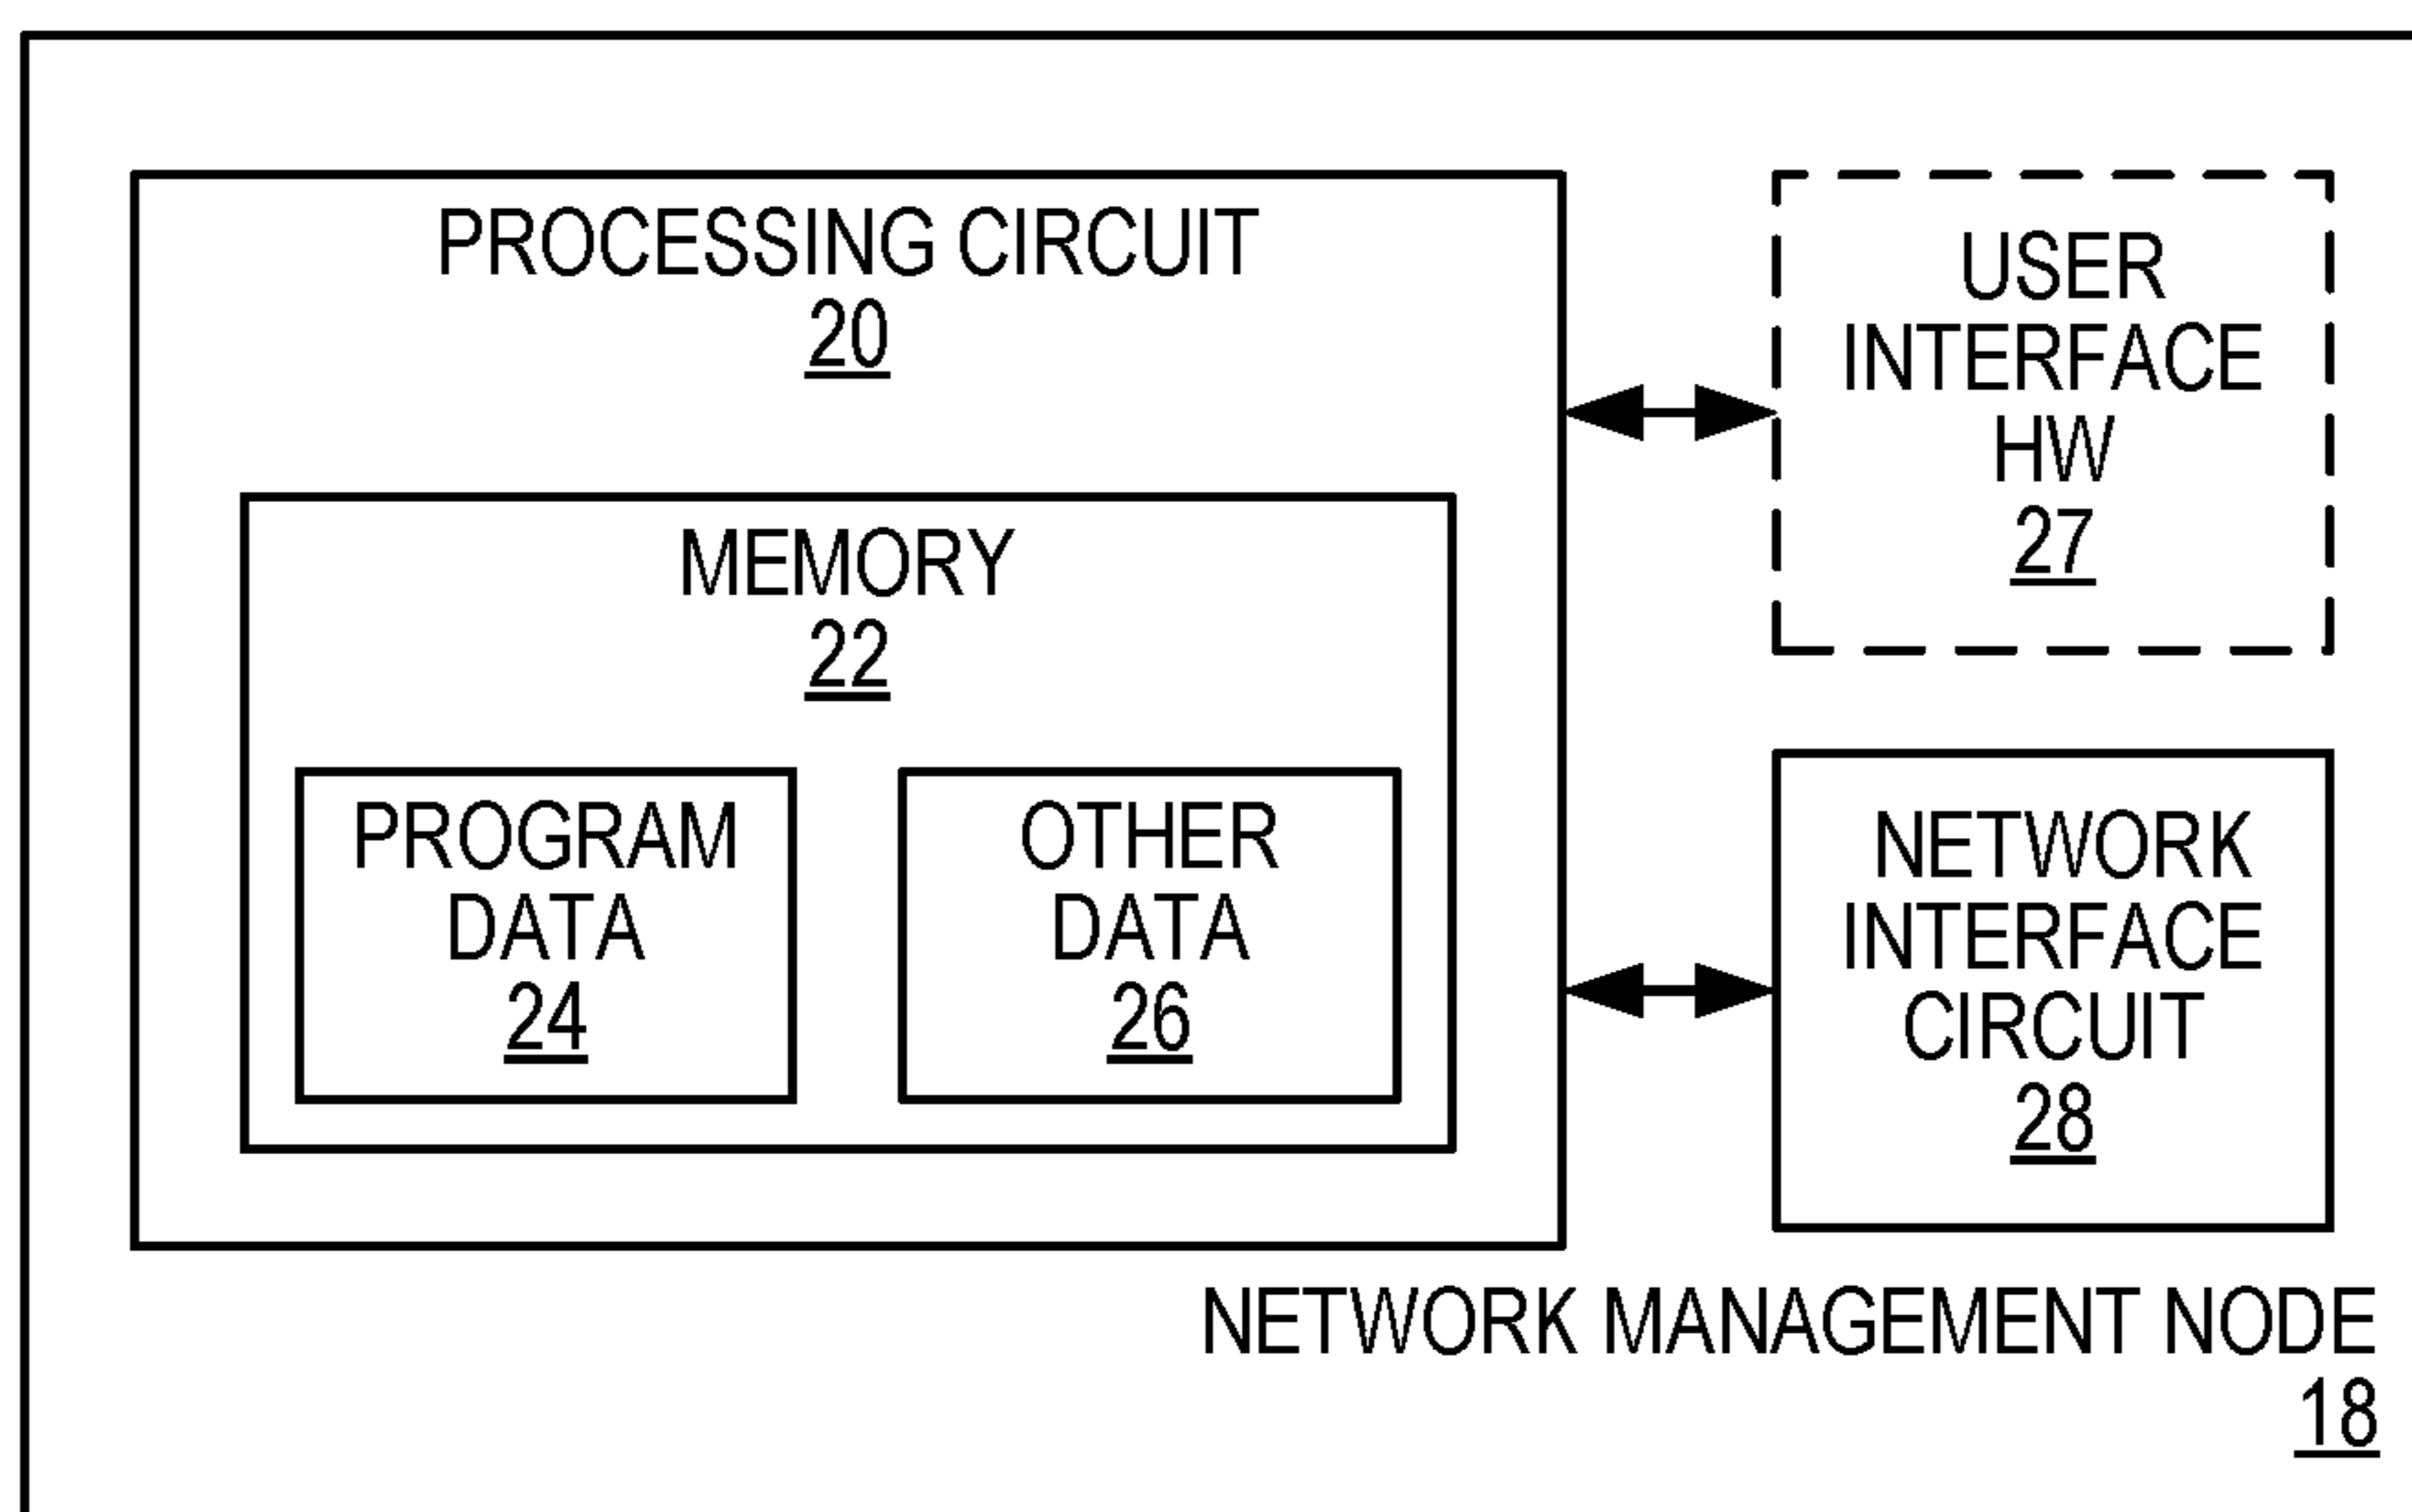 PROCESSING CIRCUIT
20
MEMORY
22
PROGRAM
DATA
24
OTHER
DATA
26
USER
INTERFACE
HW
27
NETWORK
INTERFACE
CIRCUIT
28
NETWORK MANAGEMENT NODE
18